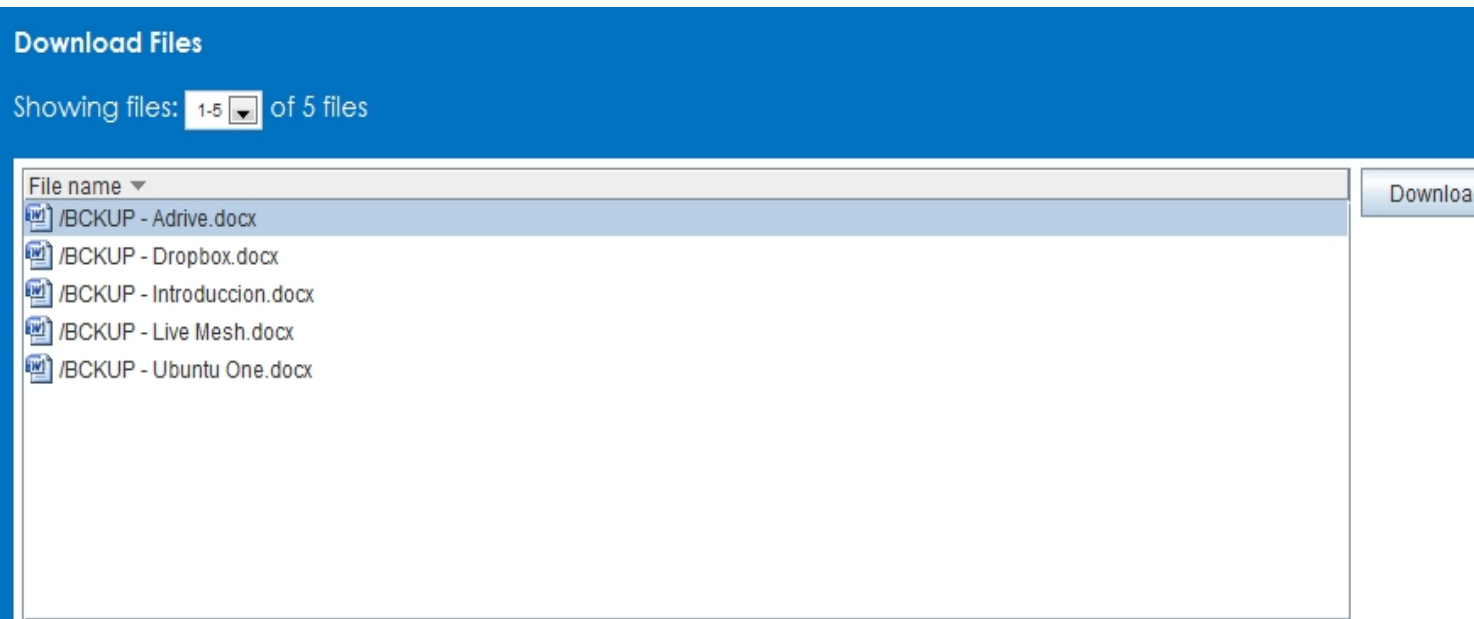 Download Files
Showing files: 1-5 of 5 files
File name
Downloa
/BCKUP - Adrive.docx
/BCKUP - Dropbox.docx
/BCKUP - Introduccion.docx
/BCKUP - Live Mesh.docx
/BCKUP - Ubuntu One.docx